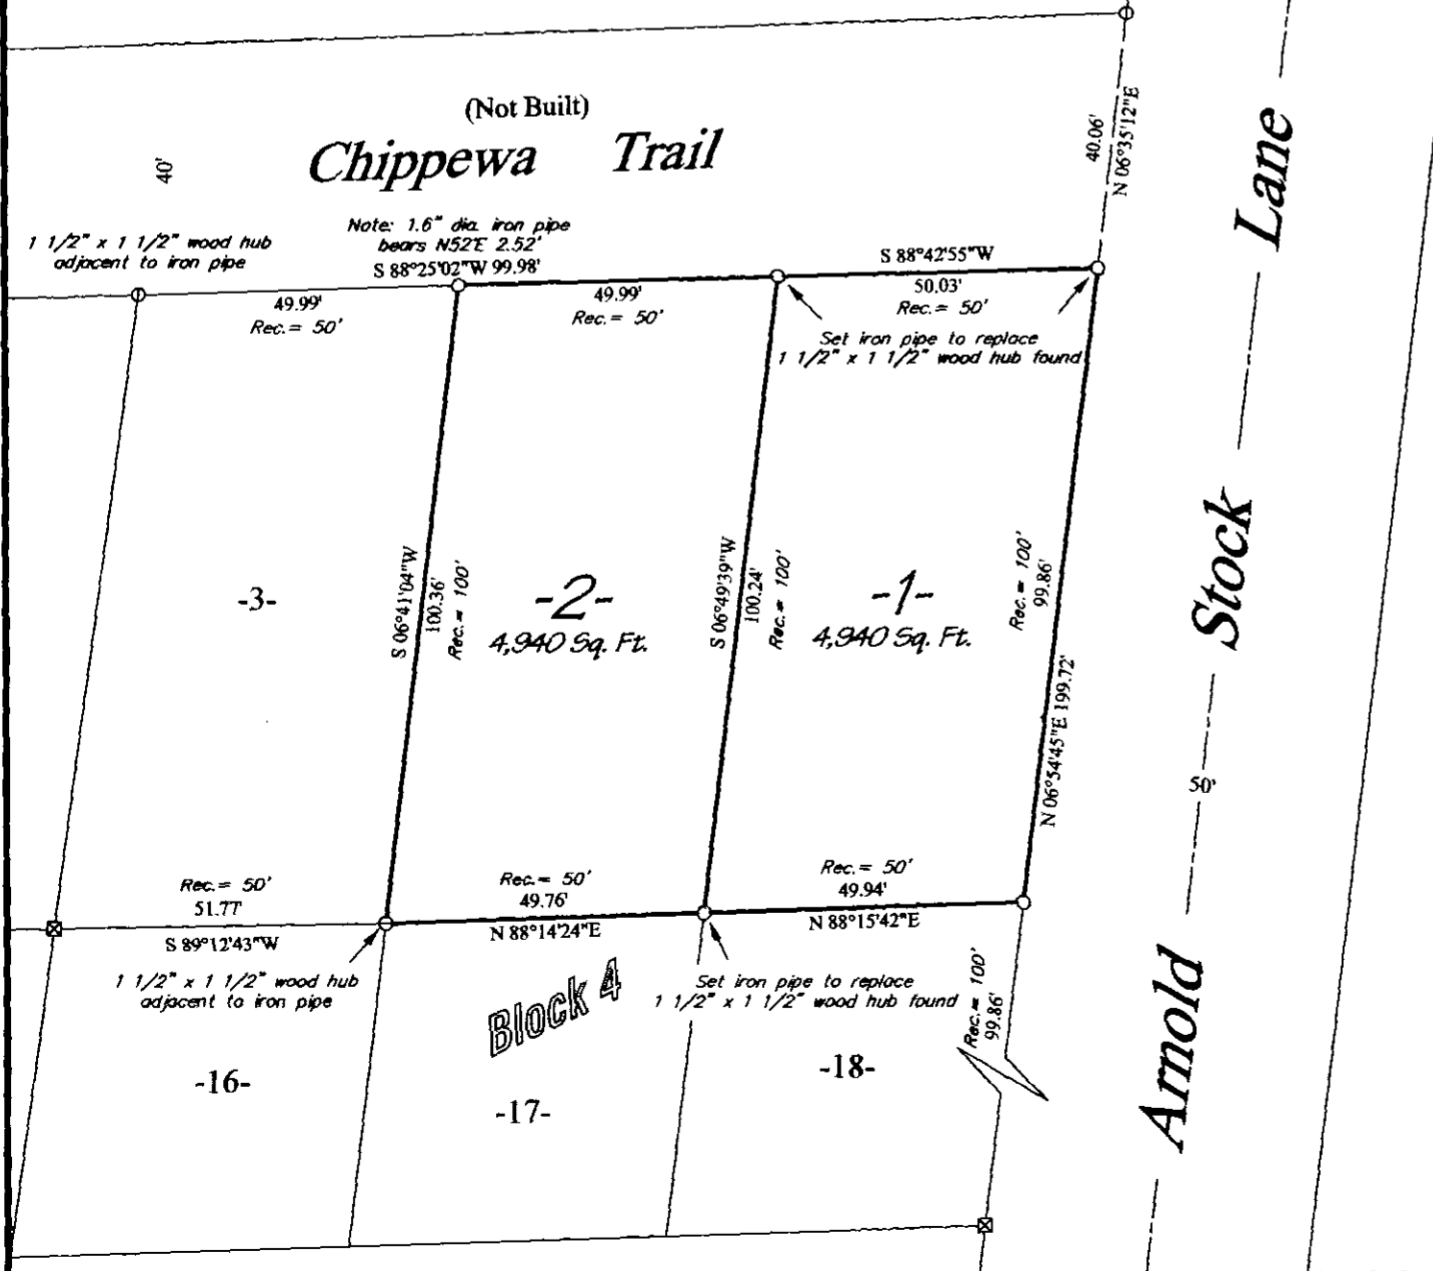 (Not Built)
Chippewa Trail
40'
40.06'
N 06°35'12"E
1 1/2" x 1 1/2" wood hub
adjacent to iron pipe
Note: 1.6" dia. iron pipe
bears N52°E 2.52'
S 88°25'02"W 99.98'
S 88°42'55"W
49.99'
Rec.= 50'
49.99'
Rec.= 50'
50.03'
Rec.= 50'
Set iron pipe to replace
1 1/2" x 1 1/2" wood hub found
S 06°41'04"W
100.36'
Rec.= 100'
S 06°49'39"W
100.24'
Rec.= 100'
Rec.= 100'
99.86'
N 06°54'45"E 199.72'
-3-
-2-
4,940 Sq. Ft.
-1-
4,940 Sq. Ft.
Arnold Stock Lane
50'
Rec.= 50'
51.77'
S 89°12'43"W
Rec.= 50'
49.76'
N 88°14'24"E
Rec.= 50'
49.94'
N 88°15'42"E
1 1/2" x 1 1/2" wood hub
adjacent to iron pipe
Block 4
Set iron pipe to replace
1 1/2" x 1 1/2" wood hub found
Rec.= 100'
99.86'
-16-
-17-
-18-